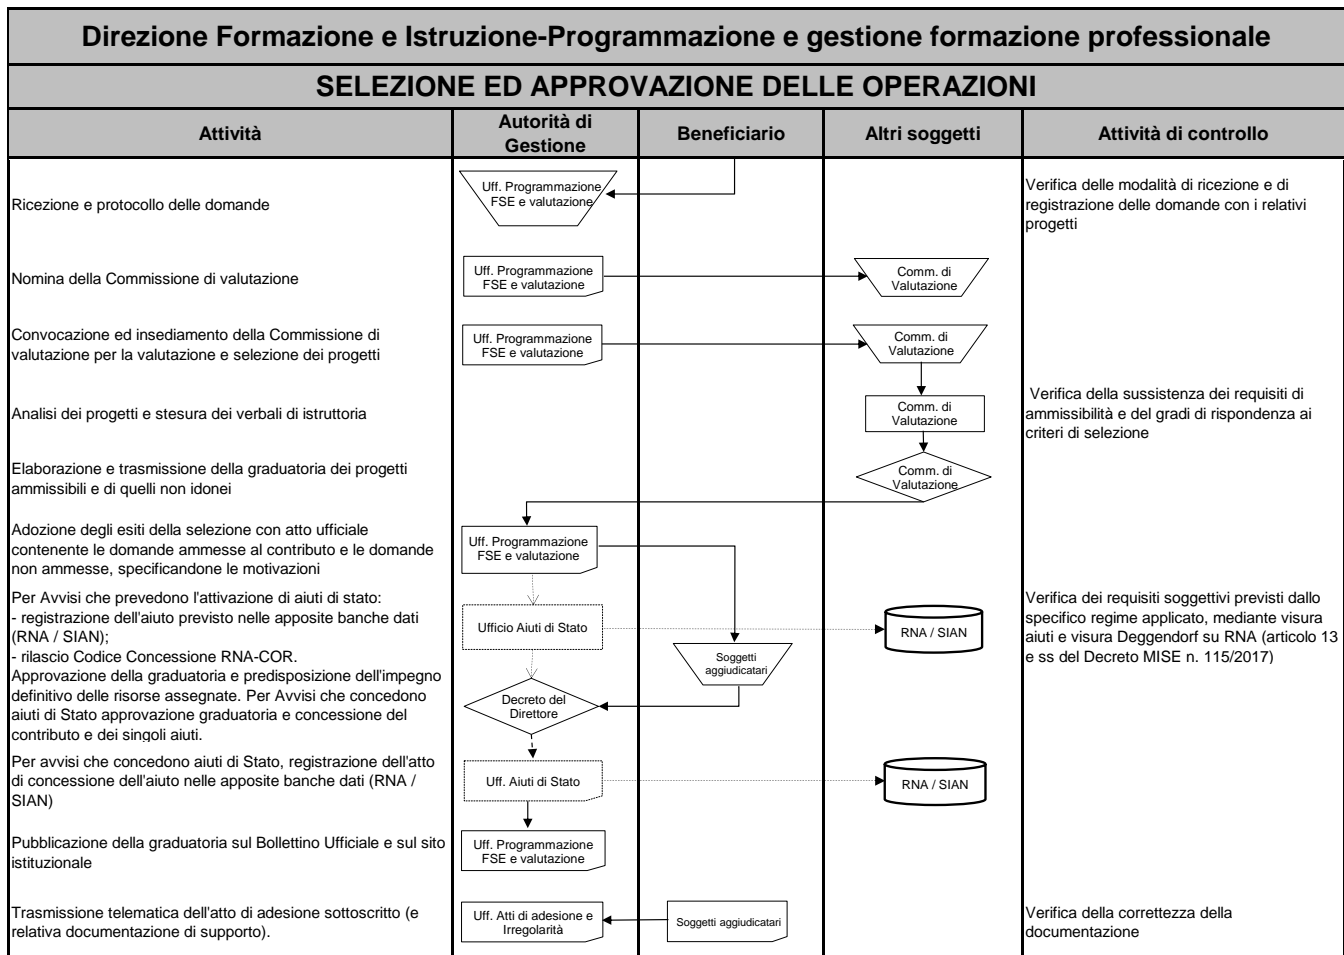 Direzione Formazione e Istruzione-Programmazione e gestione formazione professionale
SELEZIONE ED APPROVAZIONE DELLE OPERAZIONI
Attività
Autorità di
Gestione
Beneficiario
Altri soggetti
Attività di controllo
Ricezione e protocollo delle domande
Uff. Programmazione
FSE e valutazione
Verifica delle modalità di ricezione e di
registrazione delle domande con i relativi
progetti
Nomina della Commissione di valutazione
Uff. Programmazione
FSE e valutazione
Comm. di
Valutazione
Convocazione ed insediamento della Commissione di
valutazione per la valutazione e selezione dei progetti
Uff. Programmazione
FSE e valutazione
Comm. di
Valutazione
Analisi dei progetti e stesura dei verbali di istruttoria
Comm. di
Valutazione
Verifica della sussistenza dei requisiti di
ammissibilità e del gradi di rispondenza ai
criteri di selezione
Elaborazione e trasmissione della graduatoria dei progetti
ammissibili e di quelli non idonei
Comm. di
Valutazione
Adozione degli esiti della selezione con atto ufficiale
contenente le domande ammesse al contributo e le domande
non ammesse, specificandone le motivazioni
Uff. Programmazione
FSE e valutazione
Per Avvisi che prevedono l'attivazione di aiuti di stato:
- registrazione dell'aiuto previsto nelle apposite banche dati
(RNA / SIAN);
- rilascio Codice Concessione RNA-COR.
Ufficio Aiuti di Stato
RNA / SIAN
Verifica dei requisiti soggettivi previsti dallo
specifico regime applicato, mediante visura
aiuti e visura Deggendorf su RNA (articolo 13
e ss del Decreto MISE n. 115/2017)
Approvazione della graduatoria e predisposizione dell'impegno
definitivo delle risorse assegnate. Per Avvisi che concedono
aiuti di Stato approvazione graduatoria e concessione del
contributo e dei singoli aiuti.
Decreto del
Direttore
Soggetti
aggiudicatari
Per avvisi che concedono aiuti di Stato, registrazione dell'atto
di concessione dell'aiuto nelle apposite banche dati (RNA /
SIAN)
Uff. Aiuti di Stato
RNA / SIAN
Pubblicazione della graduatoria sul Bollettino Ufficiale e sul sito
istituzionale
Uff. Programmazione
FSE e valutazione
Trasmissione telematica dell'atto di adesione sottoscritto (e
relativa documentazione di supporto).
Uff. Atti di adesione e
Irregolarità
Soggetti aggiudicatari
Verifica della correttezza della
documentazione